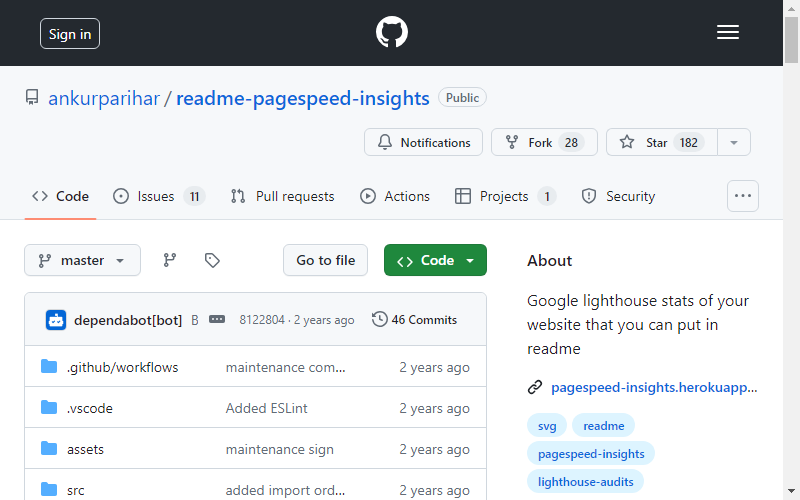 Sign in
ankurparihar / readme-pagespeed-insights Public
Notifications Fork 28 Star 182
Code Issues 11 Pull requests Actions Projects 1 Security
master Go to file Code
dependabot[bot] B 8122804 · 2 years ago 46 Commits
.github/workflows maintenance com... 2 years ago
.vscode Added ESLint 2 years ago
assets maintenance sign 2 years ago
src added import ord... 2 years ago
About
Google lighthouse stats of your
website that you can put in
readme
pagespeed-insights.herokuapp...
svg readme
pagespeed-insights
lighthouse-audits